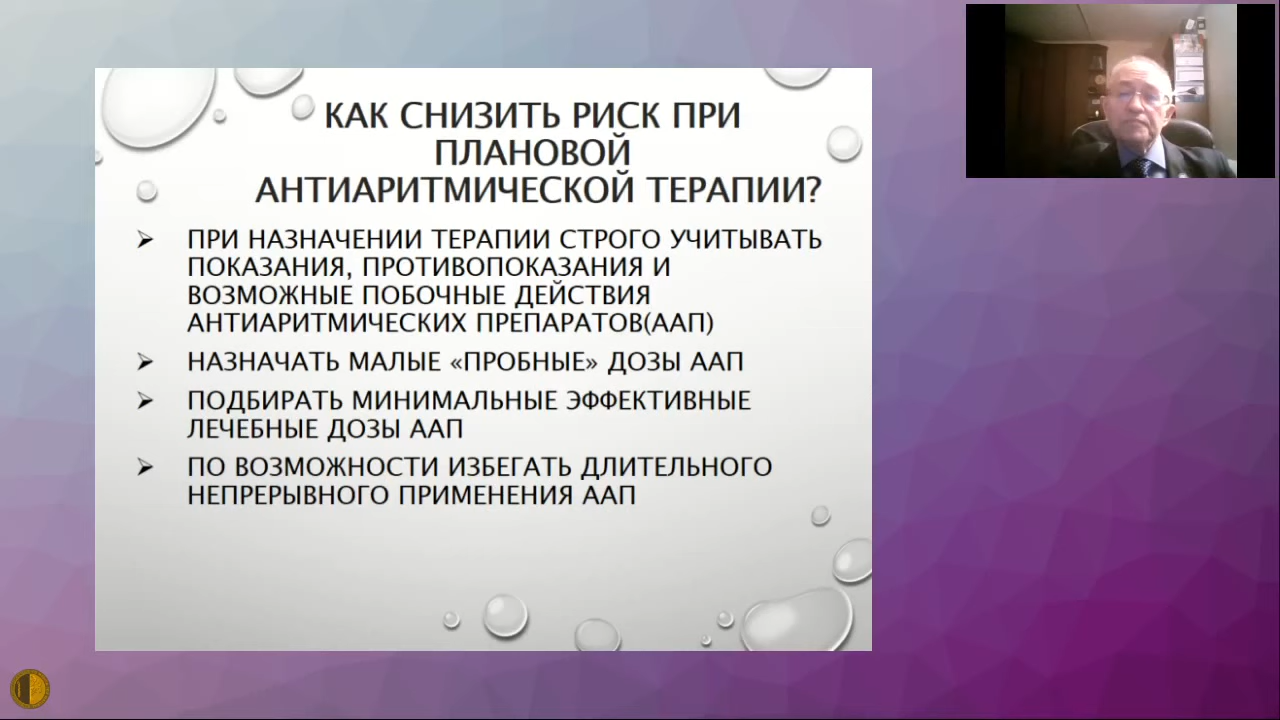 КАК СНИЗИТЬ РИСК ПРИ
ПЛАНОВОЙ
АНТИАРИТМИЧЕСКОЙ ТЕРАПИИ?
ПРИ НАЗНАЧЕНИИ ТЕРАПИИ СТРОГО УЧИТЫВАТЬ
ПОКАЗАНИЯ, ПРОТИВОПОКАЗАНИЯ И
ВОЗМОЖНЫЕ ПОБОЧНЫЕ ДЕЙСТВИЯ
АНТИАРИТМИЧЕСКИХ ПРЕПАРАТОВ(ААП)
НАЗНАЧАТЬ МАЛЫЕ «ПРОБНЫЕ» ДОЗЫ ААП
ПОДБИРАТЬ МИНИМАЛЬНЫЕ ЭФФЕКТИВНЫЕ
ЛЕЧЕБНЫЕ ДОЗЫ ААП
ПО ВОЗМОЖНОСТИ ИЗБЕГАТЬ ДЛИТЕЛЬНОГО
НЕПРЕРЫВНОГО ПРИМЕНЕНИЯ ААП